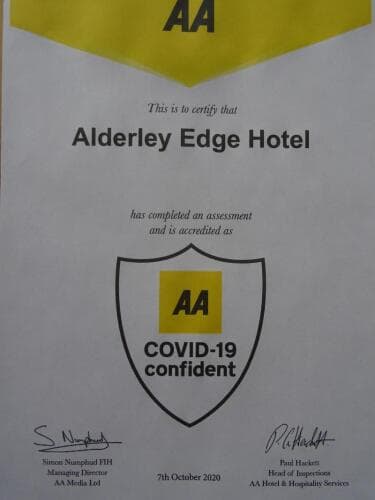 AA
This is to certify that
Alderley Edge Hotel
has completed an assessment
and is accredited as
AA
COVID-19
confident
S Numphud
Simon Numphud FIH
Managing Director
AA Media Ltd
7th October 2020
P G Hackett
Paul Hackett
Head of Inspections
AA Hotel & Hospitality Services